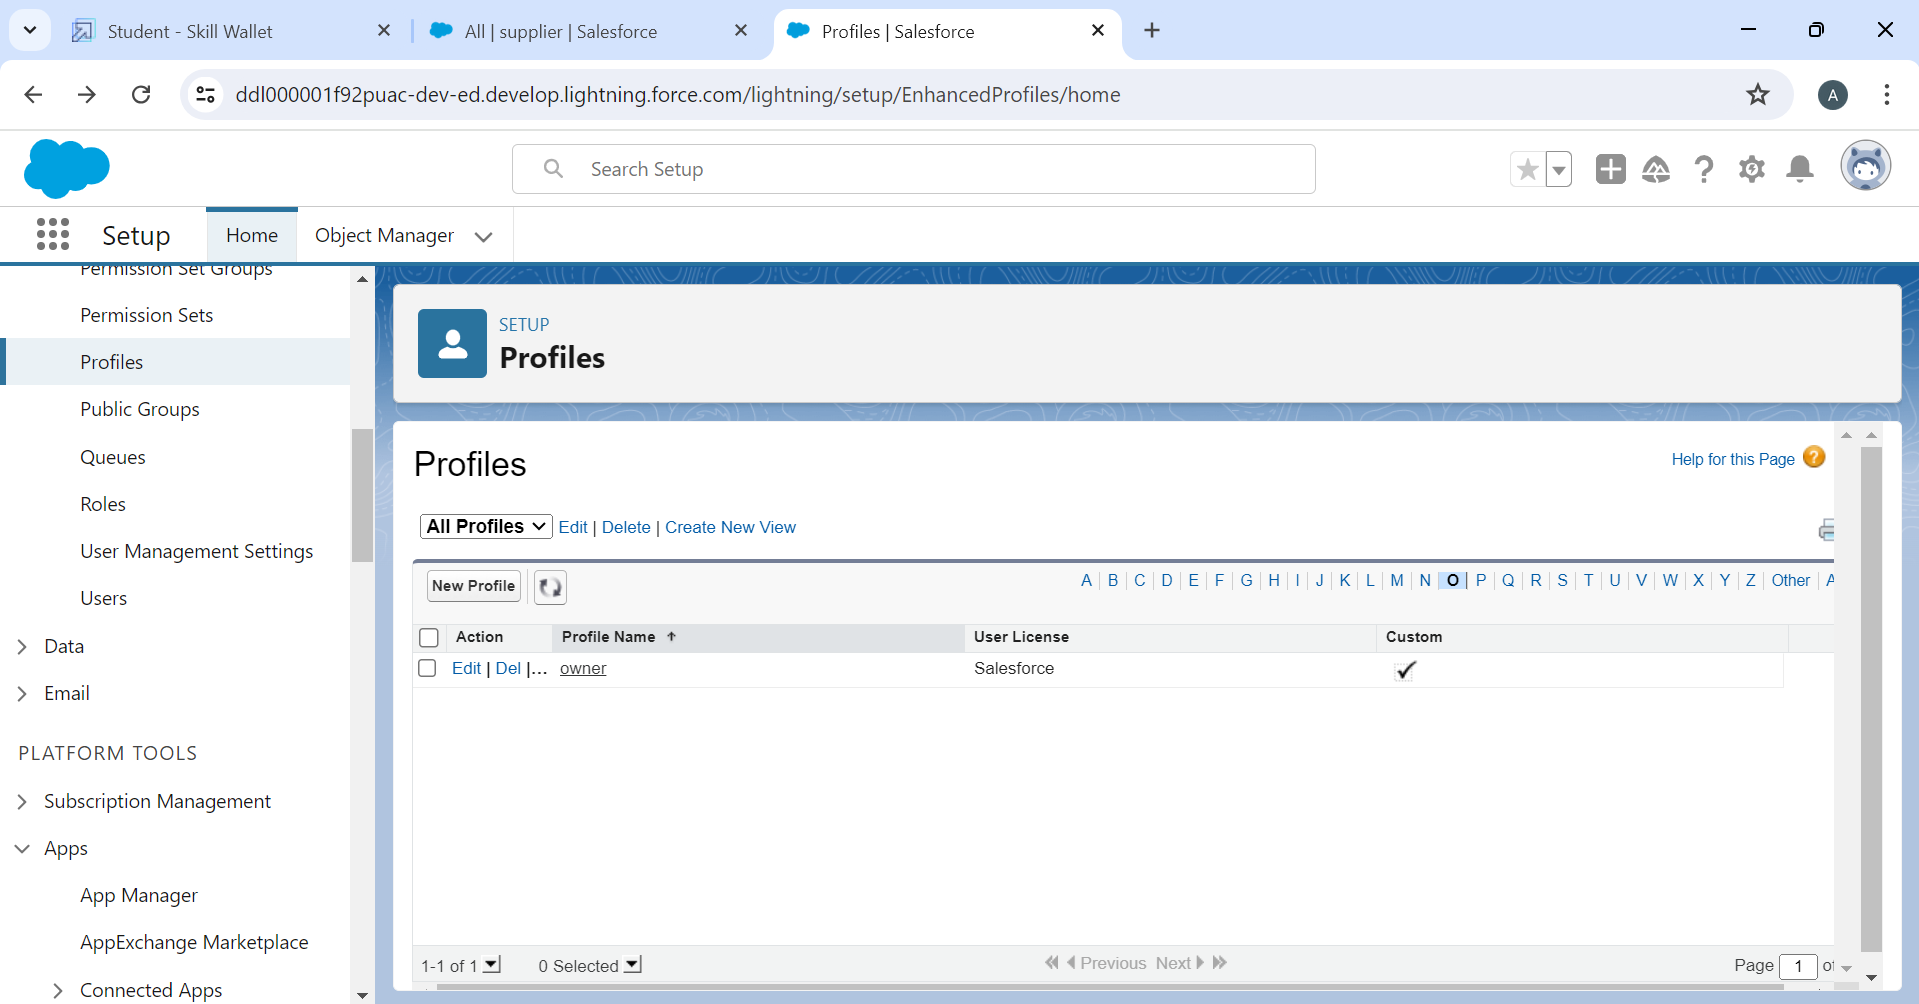 Student - Skill Wallet
All | supplier | Salesforce
Profiles | Salesforce
ddl000001f92puac-dev-ed.develop.lightning.force.com/lightning/setup/EnhancedProfiles/home
A
Search Setup
Setup
Home
Object Manager
Permission Set Groups
Permission Sets
Profiles
Public Groups
Queues
Roles
User Management Settings
Users
Data
Email
PLATFORM TOOLS
Subscription Management
Apps
App Manager
AppExchange Marketplace
Connected Apps
SETUP
Profiles
Profiles
Help for this Page ?
All Profiles Edit | Delete | Create New View
New Profile
A | B | C | D | E | F | G | H | I | J | K | L | M | N | O | P | Q | R | S | T | U | V | W | X | Y | Z | Other | A
Action Profile Name User License Custom
Edit | Del |... owner Salesforce
1-1 of 1 0 Selected Previous Next Page 1 of